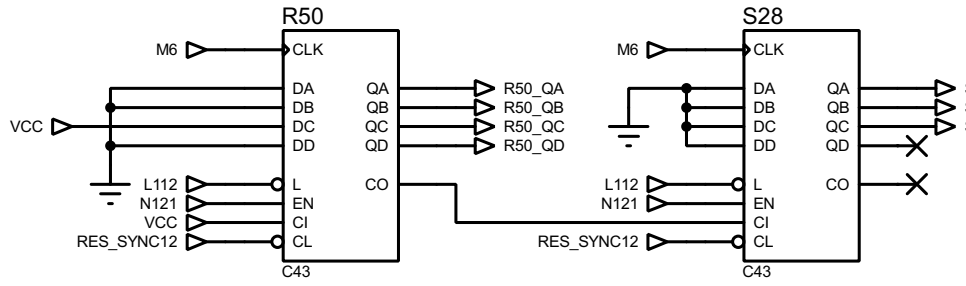 R50
S28
M6 CLK
M6 CLK
DA QA R50_QA
DB QB R50_QB
VCC DC QC R50_QC
DD QD R50_QD
L112 L CO
N121 EN
VCC CI
RES_SYNC12 CL
C43
DA QA
DB QB
DC QC
DD QD
L112 L CO
N121 EN
CI
RES_SYNC12 CL
C43